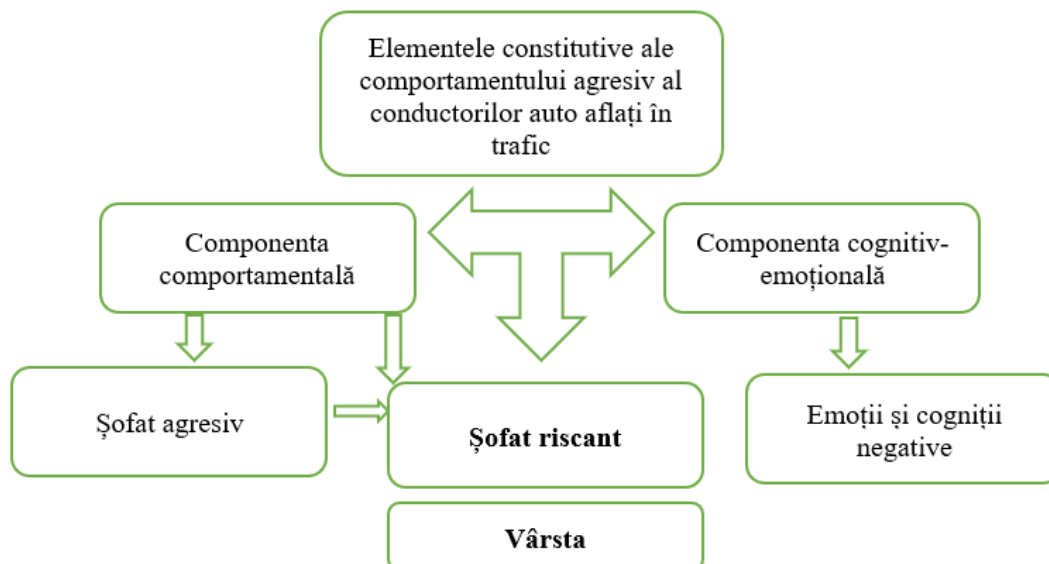 Elementele constitutive ale
comportamentului agresiv al
conductorilor auto aflați în
trafic
Componenta
comportamentală
Componenta cognitiv-
emoțională
Șofat agresiv
Șofat riscant
Emoții și cogniții
negative
Vârsta